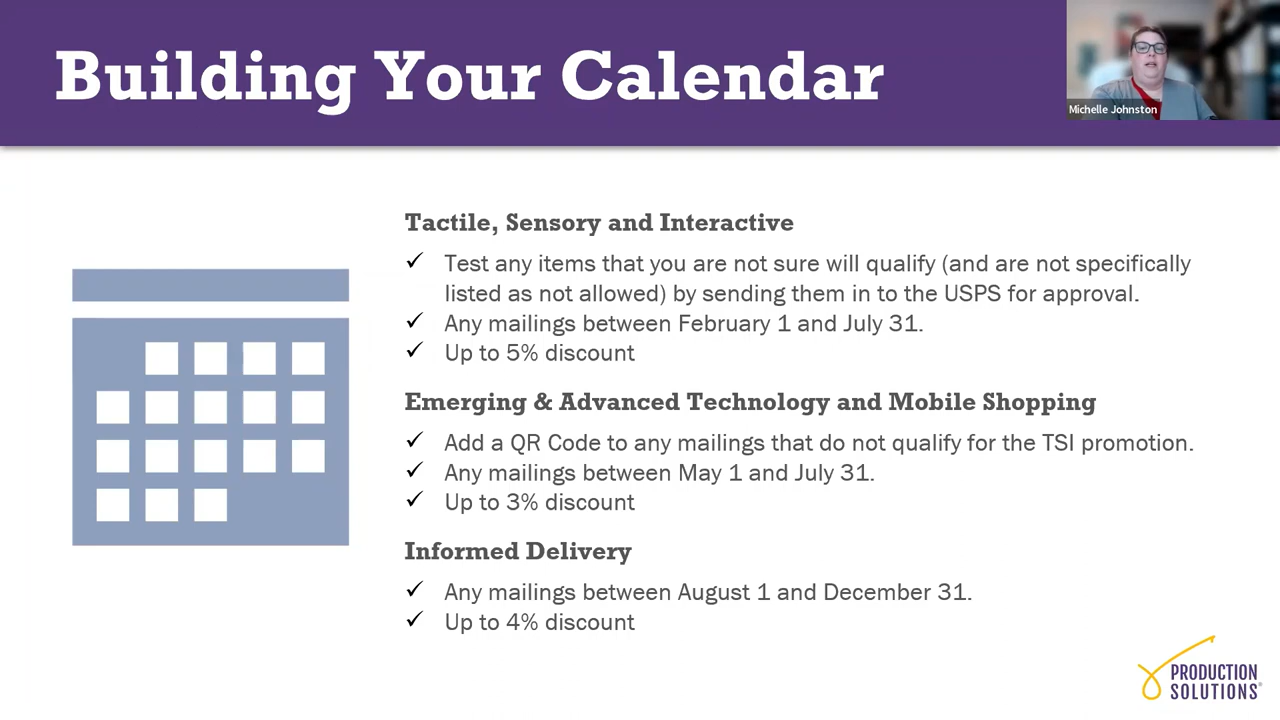 Building Your Calendar
Michelle Johnston
Tactile, Sensory and Interactive
✓ Test any items that you are not sure will qualify (and are not specifically
listed as not allowed) by sending them in to the USPS for approval.
✓ Any mailings between February 1 and July 31.
✓ Up to 5% discount
Emerging & Advanced Technology and Mobile Shopping
✓ Add a QR Code to any mailings that do not qualify for the TSI promotion.
✓ Any mailings between May 1 and July 31.
✓ Up to 3% discount
Informed Delivery
✓ Any mailings between August 1 and December 31.
✓ Up to 4% discount
PRODUCTION
SOLUTIONS®